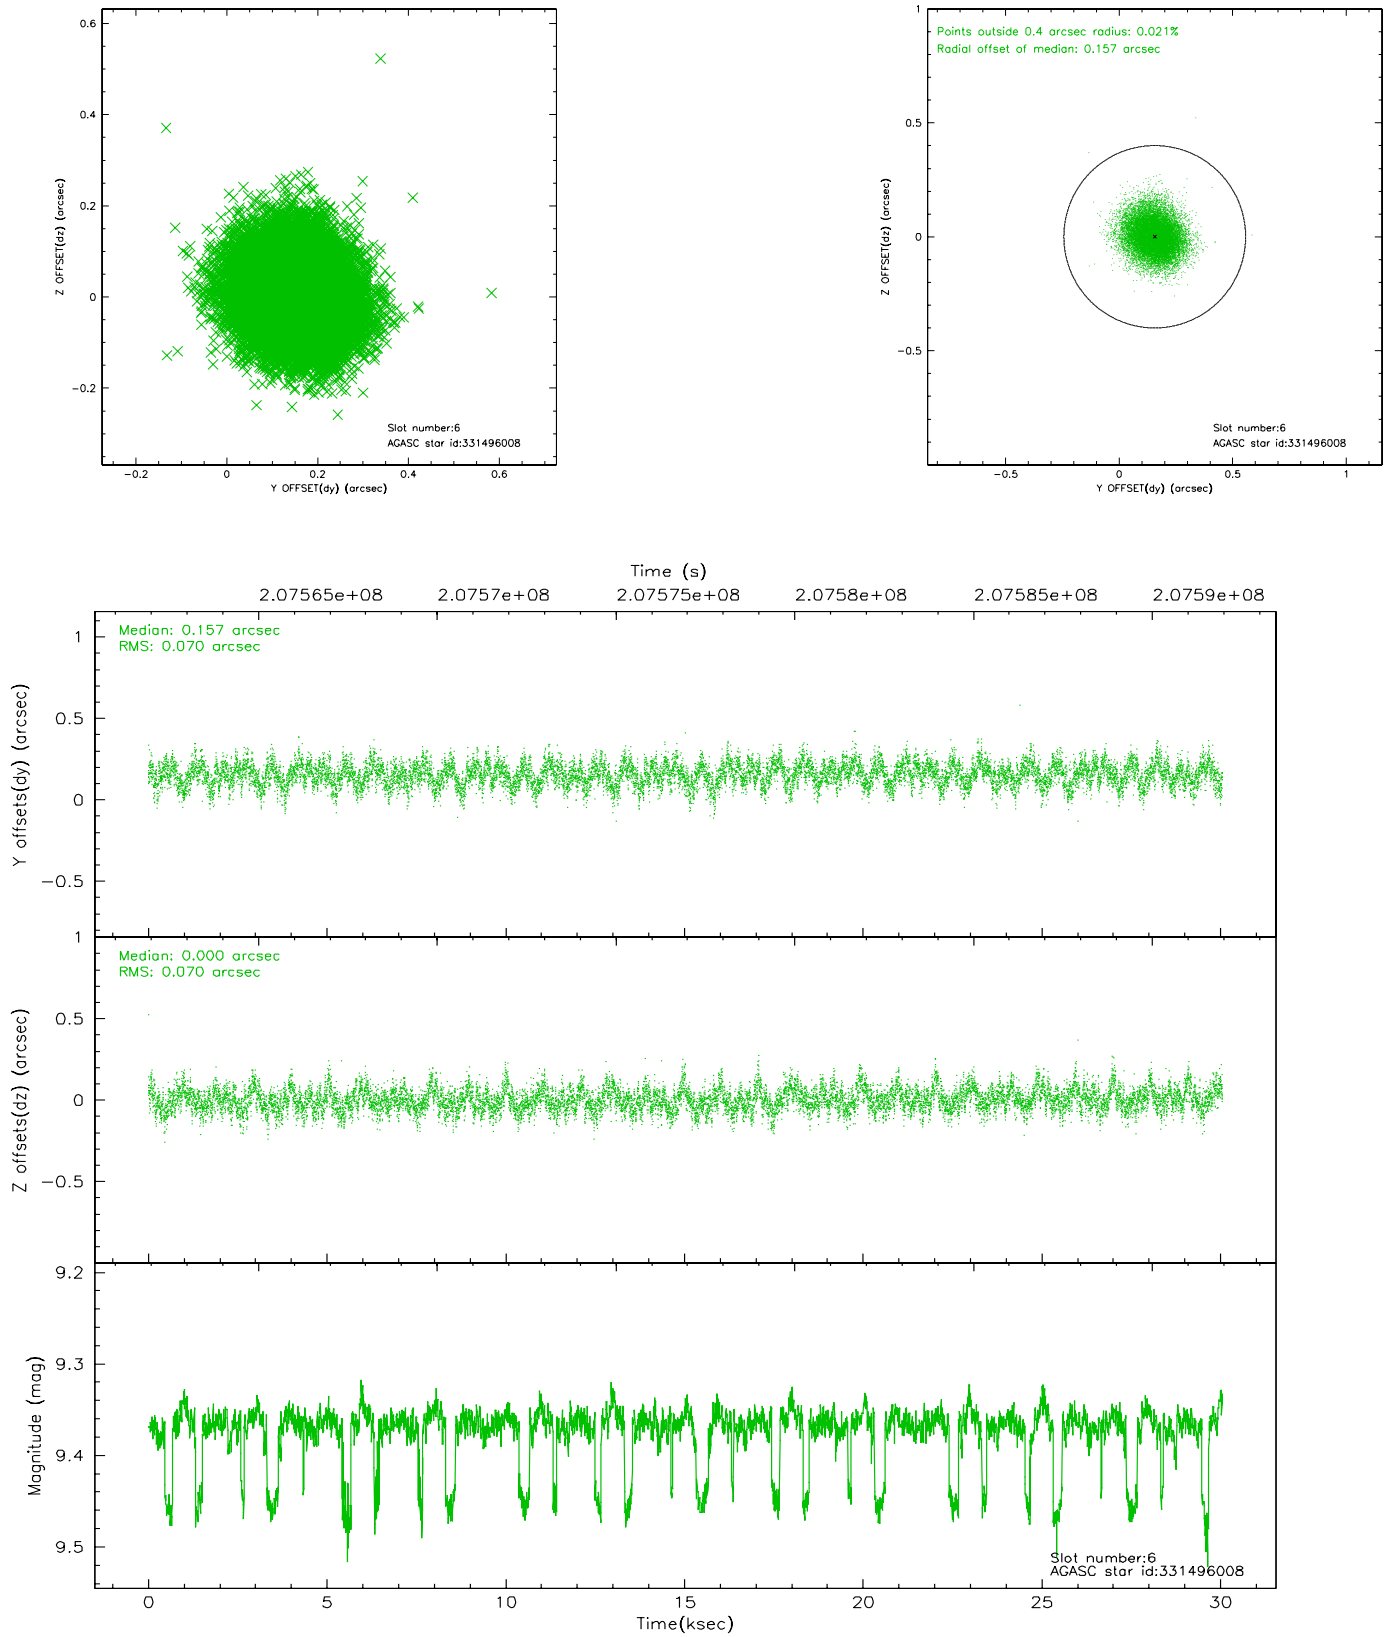 0.6
0.4
0.2
0
−0.2
Z OFFSET(dz) (arcsec)
Slot number:6
AGASC star id:331496008
−0.2 0 0.2 0.4 0.6
Y OFFSET(dy) (arcsec)
Points outside 0.4 arcsec radius: 0.021%
Radial offset of median: 0.157 arcsec
1
0.5
0
−0.5
Z OFFSET(dz) (arcsec)
Slot number:6
AGASC star id:331496008
−0.5 0 0.5 1
Y OFFSET(dy) (arcsec)
Time (s)
2.07565e+08 2.0757e+08 2.07575e+08 2.0758e+08 2.07585e+08 2.0759e+08
Median: 0.157 arcsec
RMS: 0.070 arcsec
1
0.5
0
−0.5
Y offsets(dy) (arcsec)
Median: 0.000 arcsec
RMS: 0.070 arcsec
1
0.5
0
−0.5
Z offsets(dz) (arcsec)
9.2
9.3
9.4
9.5
Magnitude (mag)
Slot number:6
AGASC star id:331496008
0 5 10 15 20 25 30
Time(ksec)